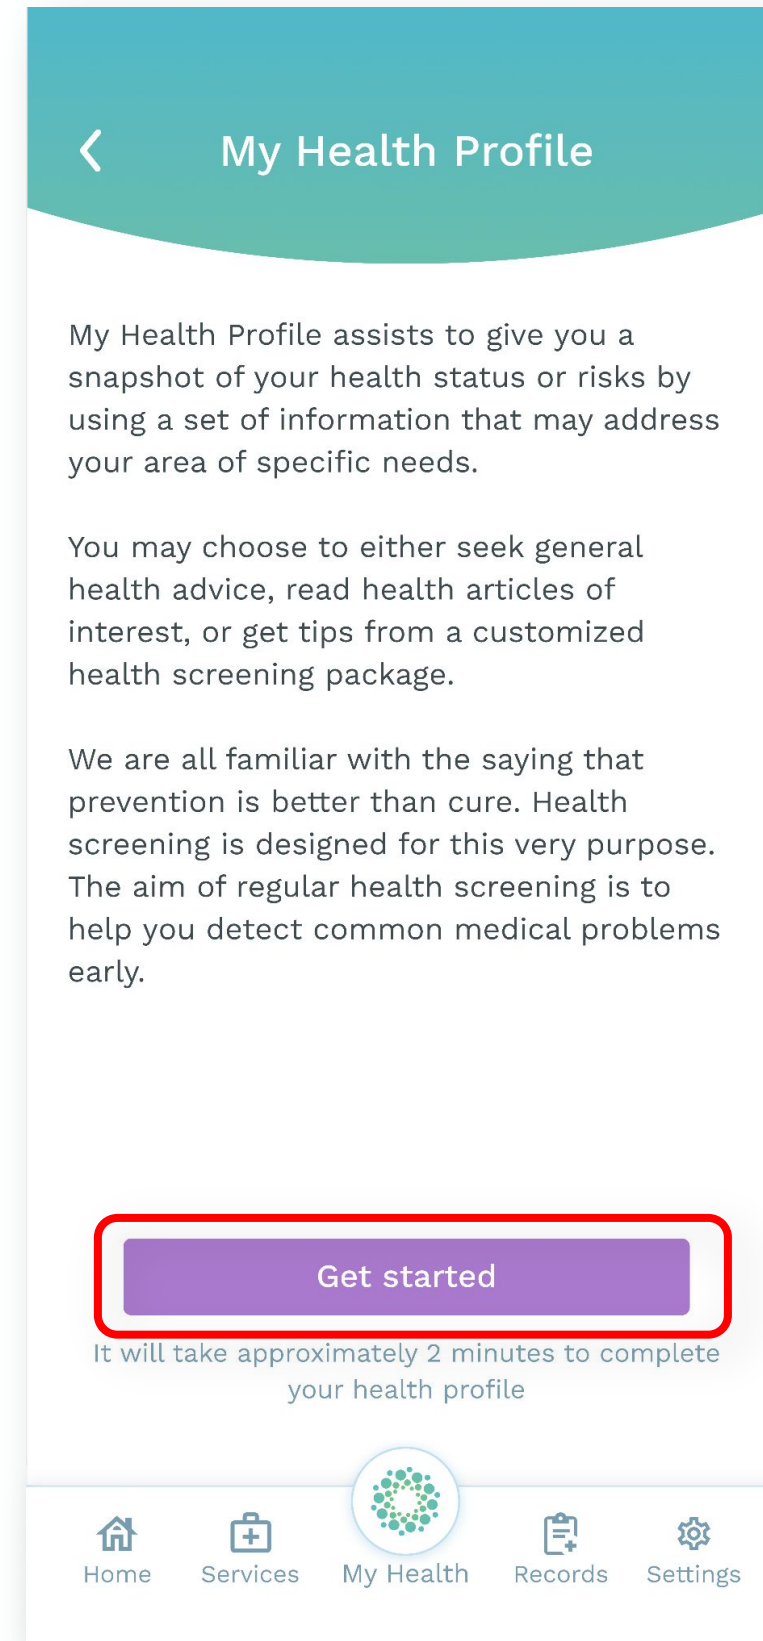 My Health Profile
My Health Profile assists to give you a
snapshot of your health status or risks by
using a set of information that may address
your area of specific needs.
You may choose to either seek general
health advice, read health articles of
interest, or get tips from a customized
health screening package.
We are all familiar with the saying that
prevention is better than cure. Health
screening is designed for this very purpose.
The aim of regular health screening is to
help you detect common medical problems
early.
Get started
It will take approximately 2 minutes to complete
your health profile
Home Services My Health Records Settings